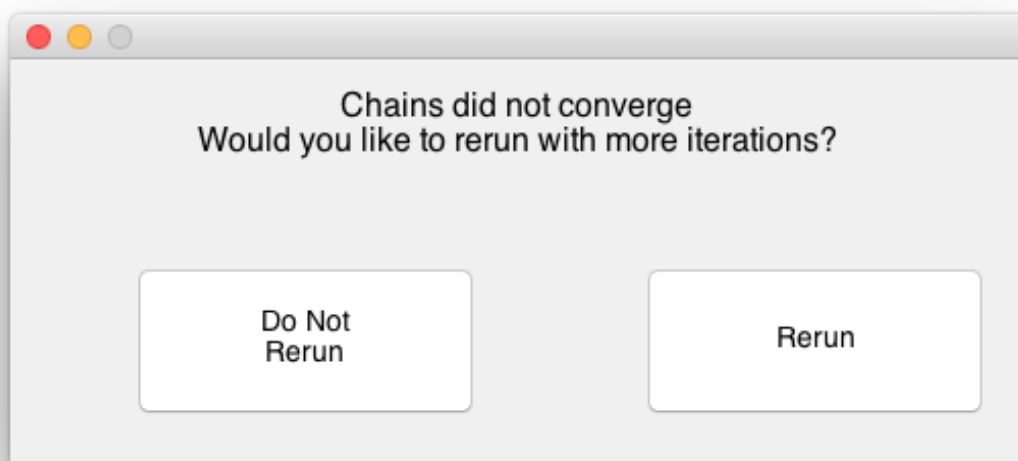 Chains did not converge
Would you like to rerun with more iterations?
Do Not
Rerun
Rerun